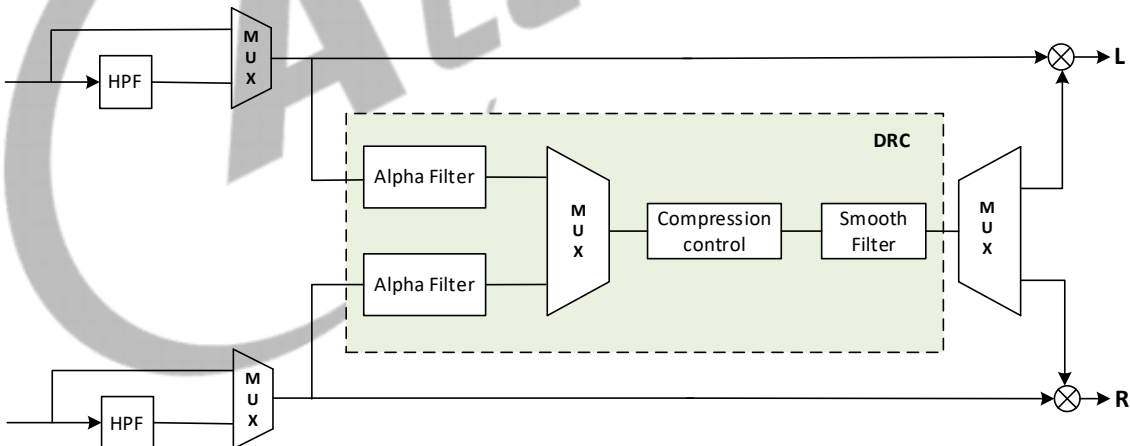 M
U
X
HPF
L
DRC
Alpha Filter
M
U
X
Compression
control
Smooth
Filter
M
U
X
Alpha Filter
M
U
X
HPF
R